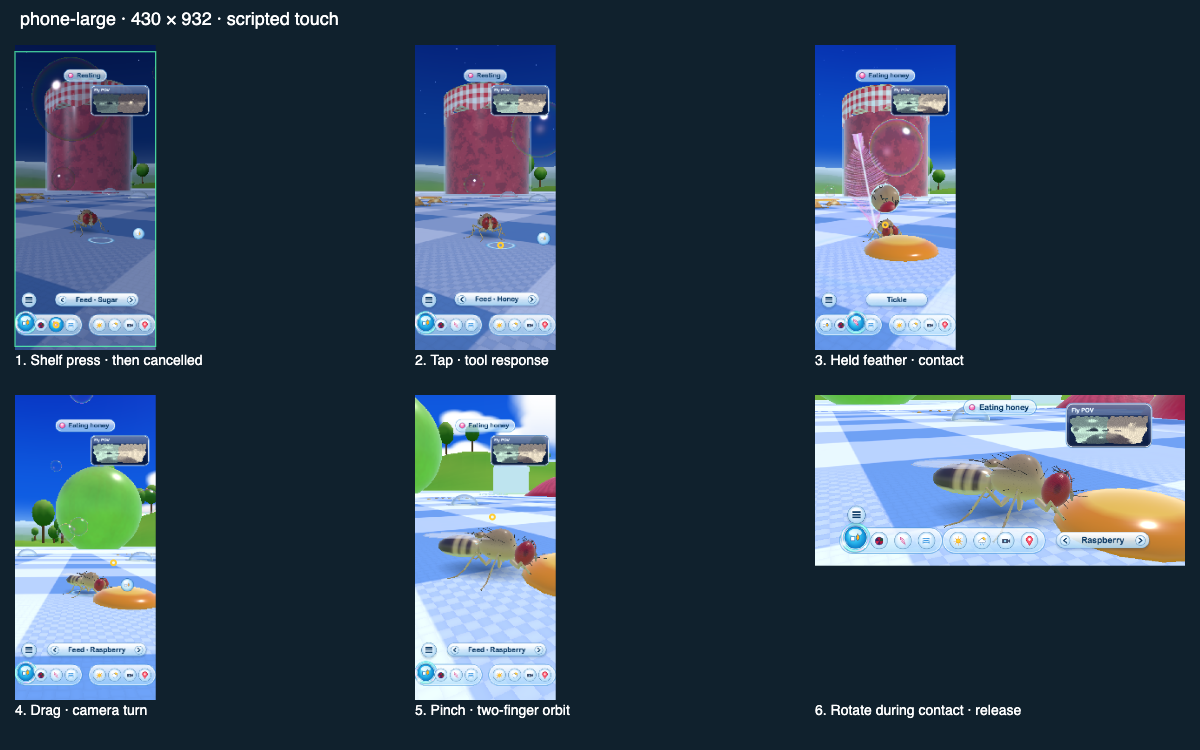 phone-large · 430 × 932 · scripted touch
Resting
Fly POV
Feed · Sugar
1. Shelf press · then cancelled
Resting
Fly POV
Feed · Honey
2. Tap · tool response
Eating honey
Fly POV
Tickle
3. Held feather · contact
Eating honey
Fly POV
Feed · Raspberry
4. Drag · camera turn
Eating honey
Fly POV
Feed · Raspberry
5. Pinch · two-finger orbit
Eating honey
Fly POV
Raspberry
6. Rotate during contact · release